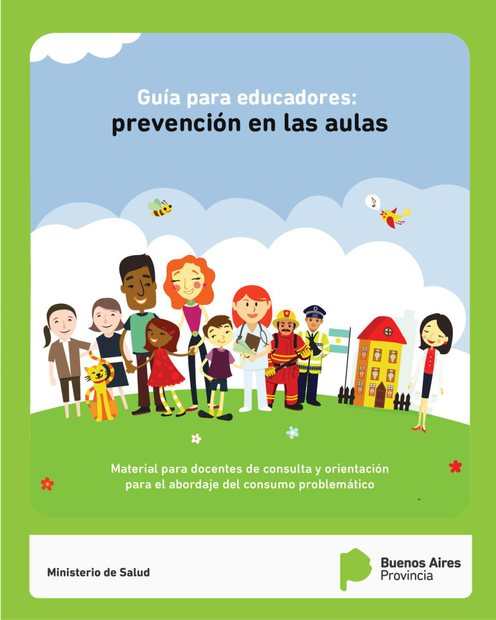 Guía para educadores:
prevención en las aulas
Material para docentes de consulta y orientación
para el abordaje del consumo problemático
Ministerio de Salud
Buenos Aires
Provincia